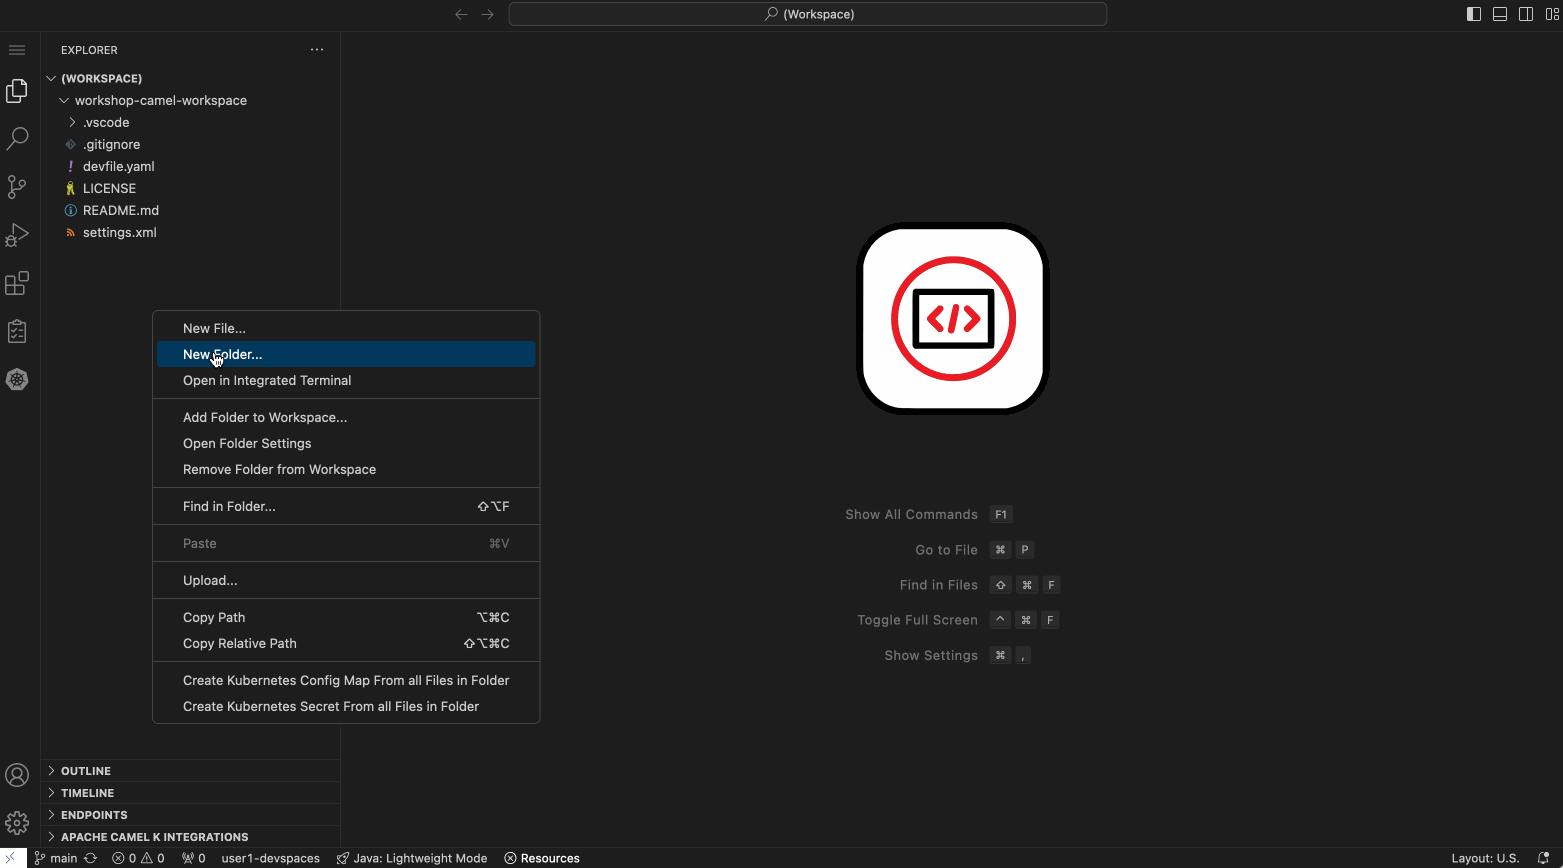 (Workspace)
EXPLORER
(WORKSPACE)
workshop-camel-workspace
.vscode
.gitignore
! devfile.yaml
LICENSE
README.md
settings.xml
New File...
New Folder...
Open in Integrated Terminal
Add Folder to Workspace...
Open Folder Settings
Remove Folder from Workspace
Find in Folder... ⇧⌥F
Paste ⌘V
Upload...
Copy Path ⌥⌘C
Copy Relative Path ⇧⌥⌘C
Create Kubernetes Config Map From all Files in Folder
Create Kubernetes Secret From all Files in Folder
</>
Show All Commands F1
Go to File ⌘ P
Find in Files ⇧ ⌘ F
Toggle Full Screen ^ ⌘ F
Show Settings ⌘ ,
OUTLINE
TIMELINE
ENDPOINTS
APACHE CAMEL K INTEGRATIONS
main 0 0 0 user1-devspaces Java: Lightweight Mode Resources Layout: U.S.